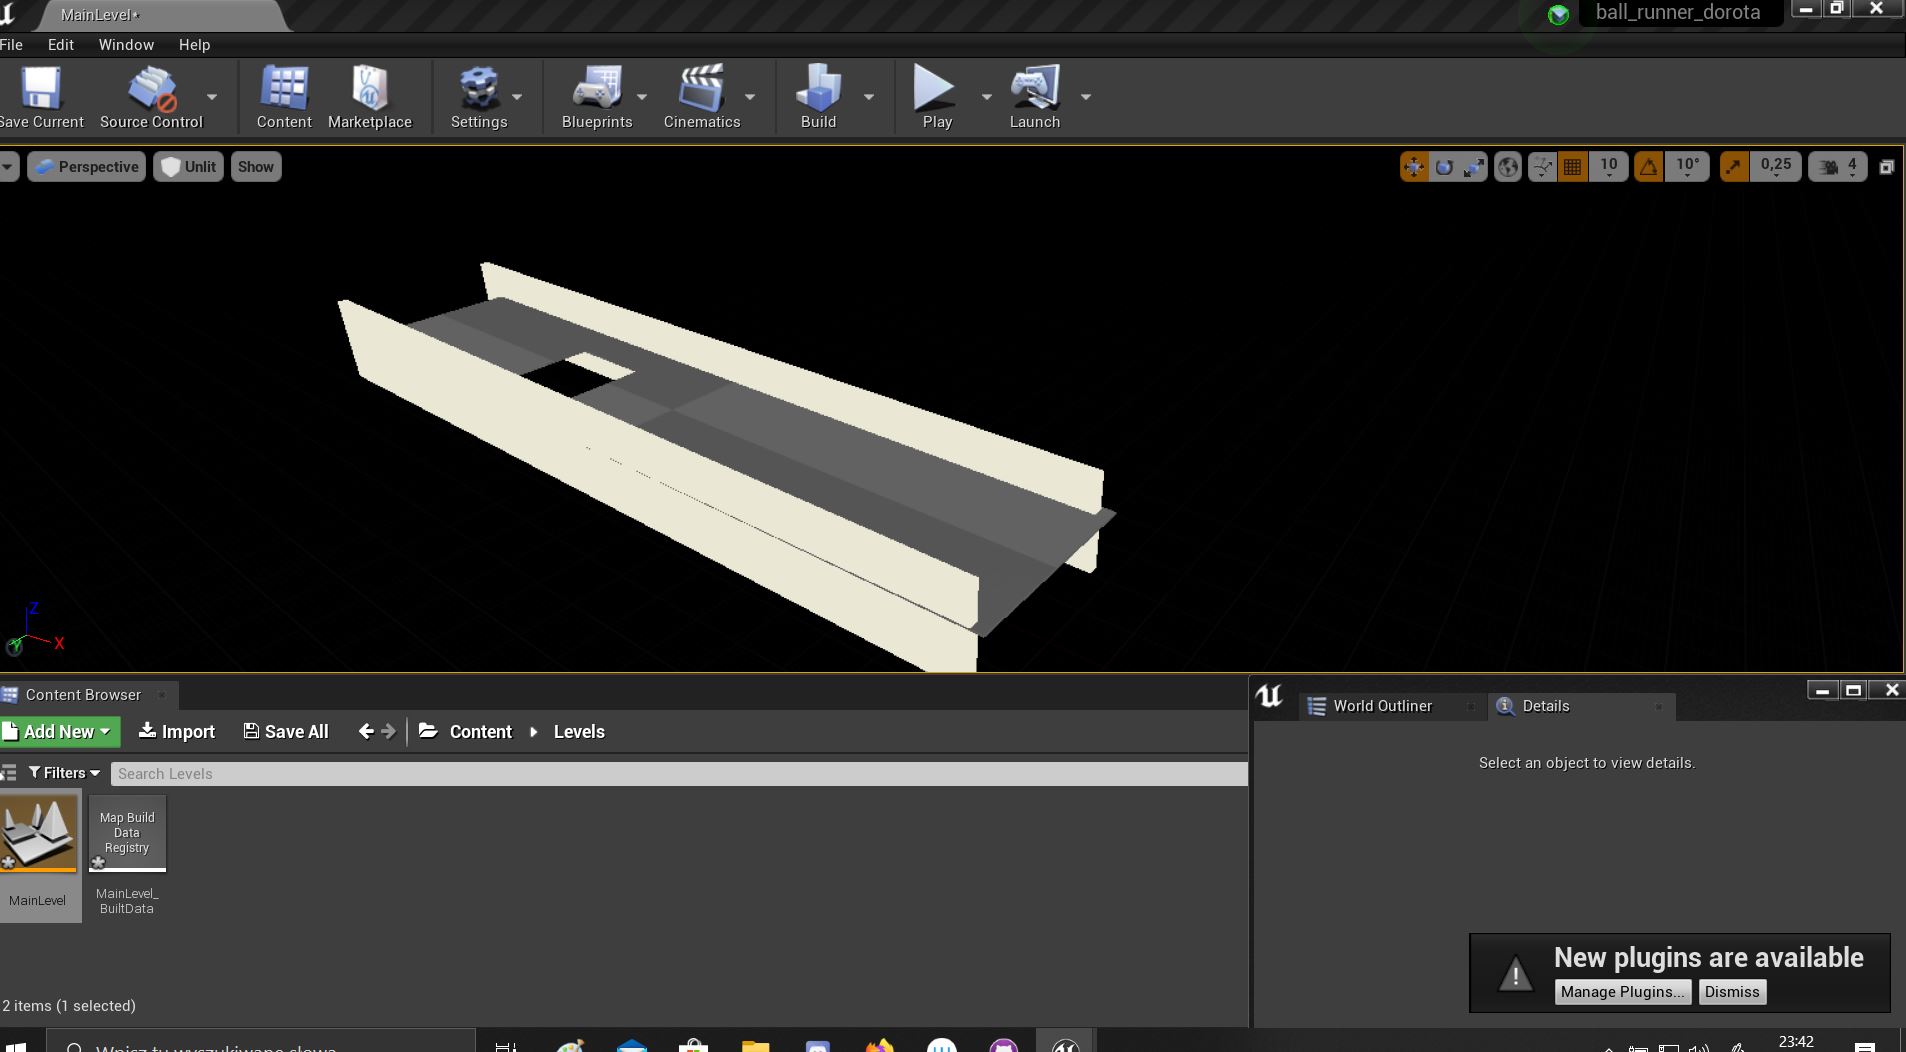 MainLevel*
ball_runner_dorota
File Edit Window Help
Save Current Source Control Content Marketplace Settings Blueprints Cinematics Build Play Launch
Perspective Unlit Show 10 10° 0,25 4
Z
Y X
Content Browser
World Outliner Details
Add New Import Save All Content Levels
Select an object to view details.
Filters Search Levels
Map Build
Data
Registry
MainLevel
MainLevel_
BuiltData
New plugins are available
Manage Plugins... Dismiss
2 items (1 selected)
Wpisz tu wyszukiwane słowa
23:42